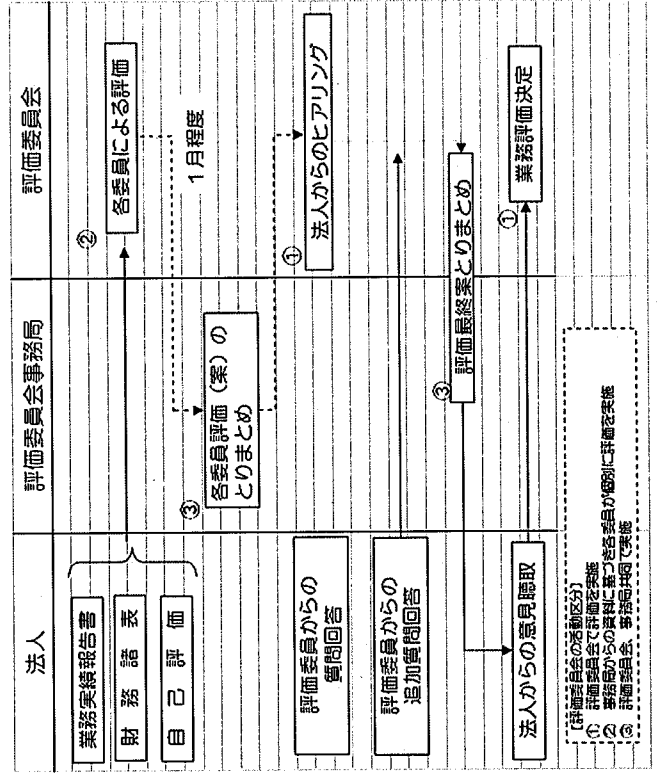 法人
評価委員会事務局
評価委員会
業務実績報告書
財務諸表
自己評価
②
各委員による評価
1月程度
③
各委員評価（案）の
とりまとめ
評価委員からの
質問回答
①
法人からのヒアリング
評価委員からの
追加質問回答
③
評価最終案とりまとめ
法人からの意見聴取
①
業務評価決定
【評価委員会の活動区分】
① 評価委員会で評価を実施
② 事務局からの資料に基づき各委員が個別に評価を実施
③ 評価委員会、事務局共同で実施